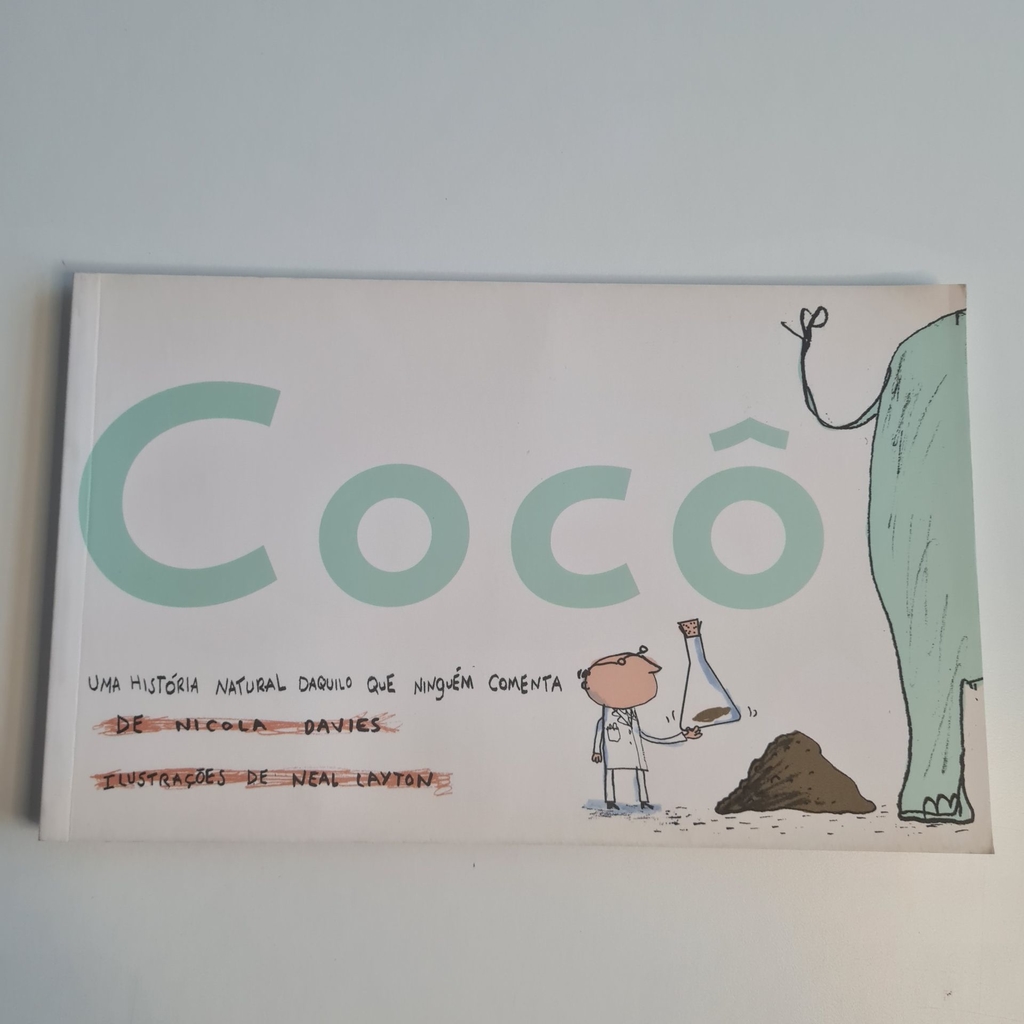 Cocô
UMA HISTÓRIA NATURAL DAQUILO QUE NINGUÉM COMENTA
DE NICOLA DAVIES
ILUSTRAÇÕES DE NEAL LAYTON